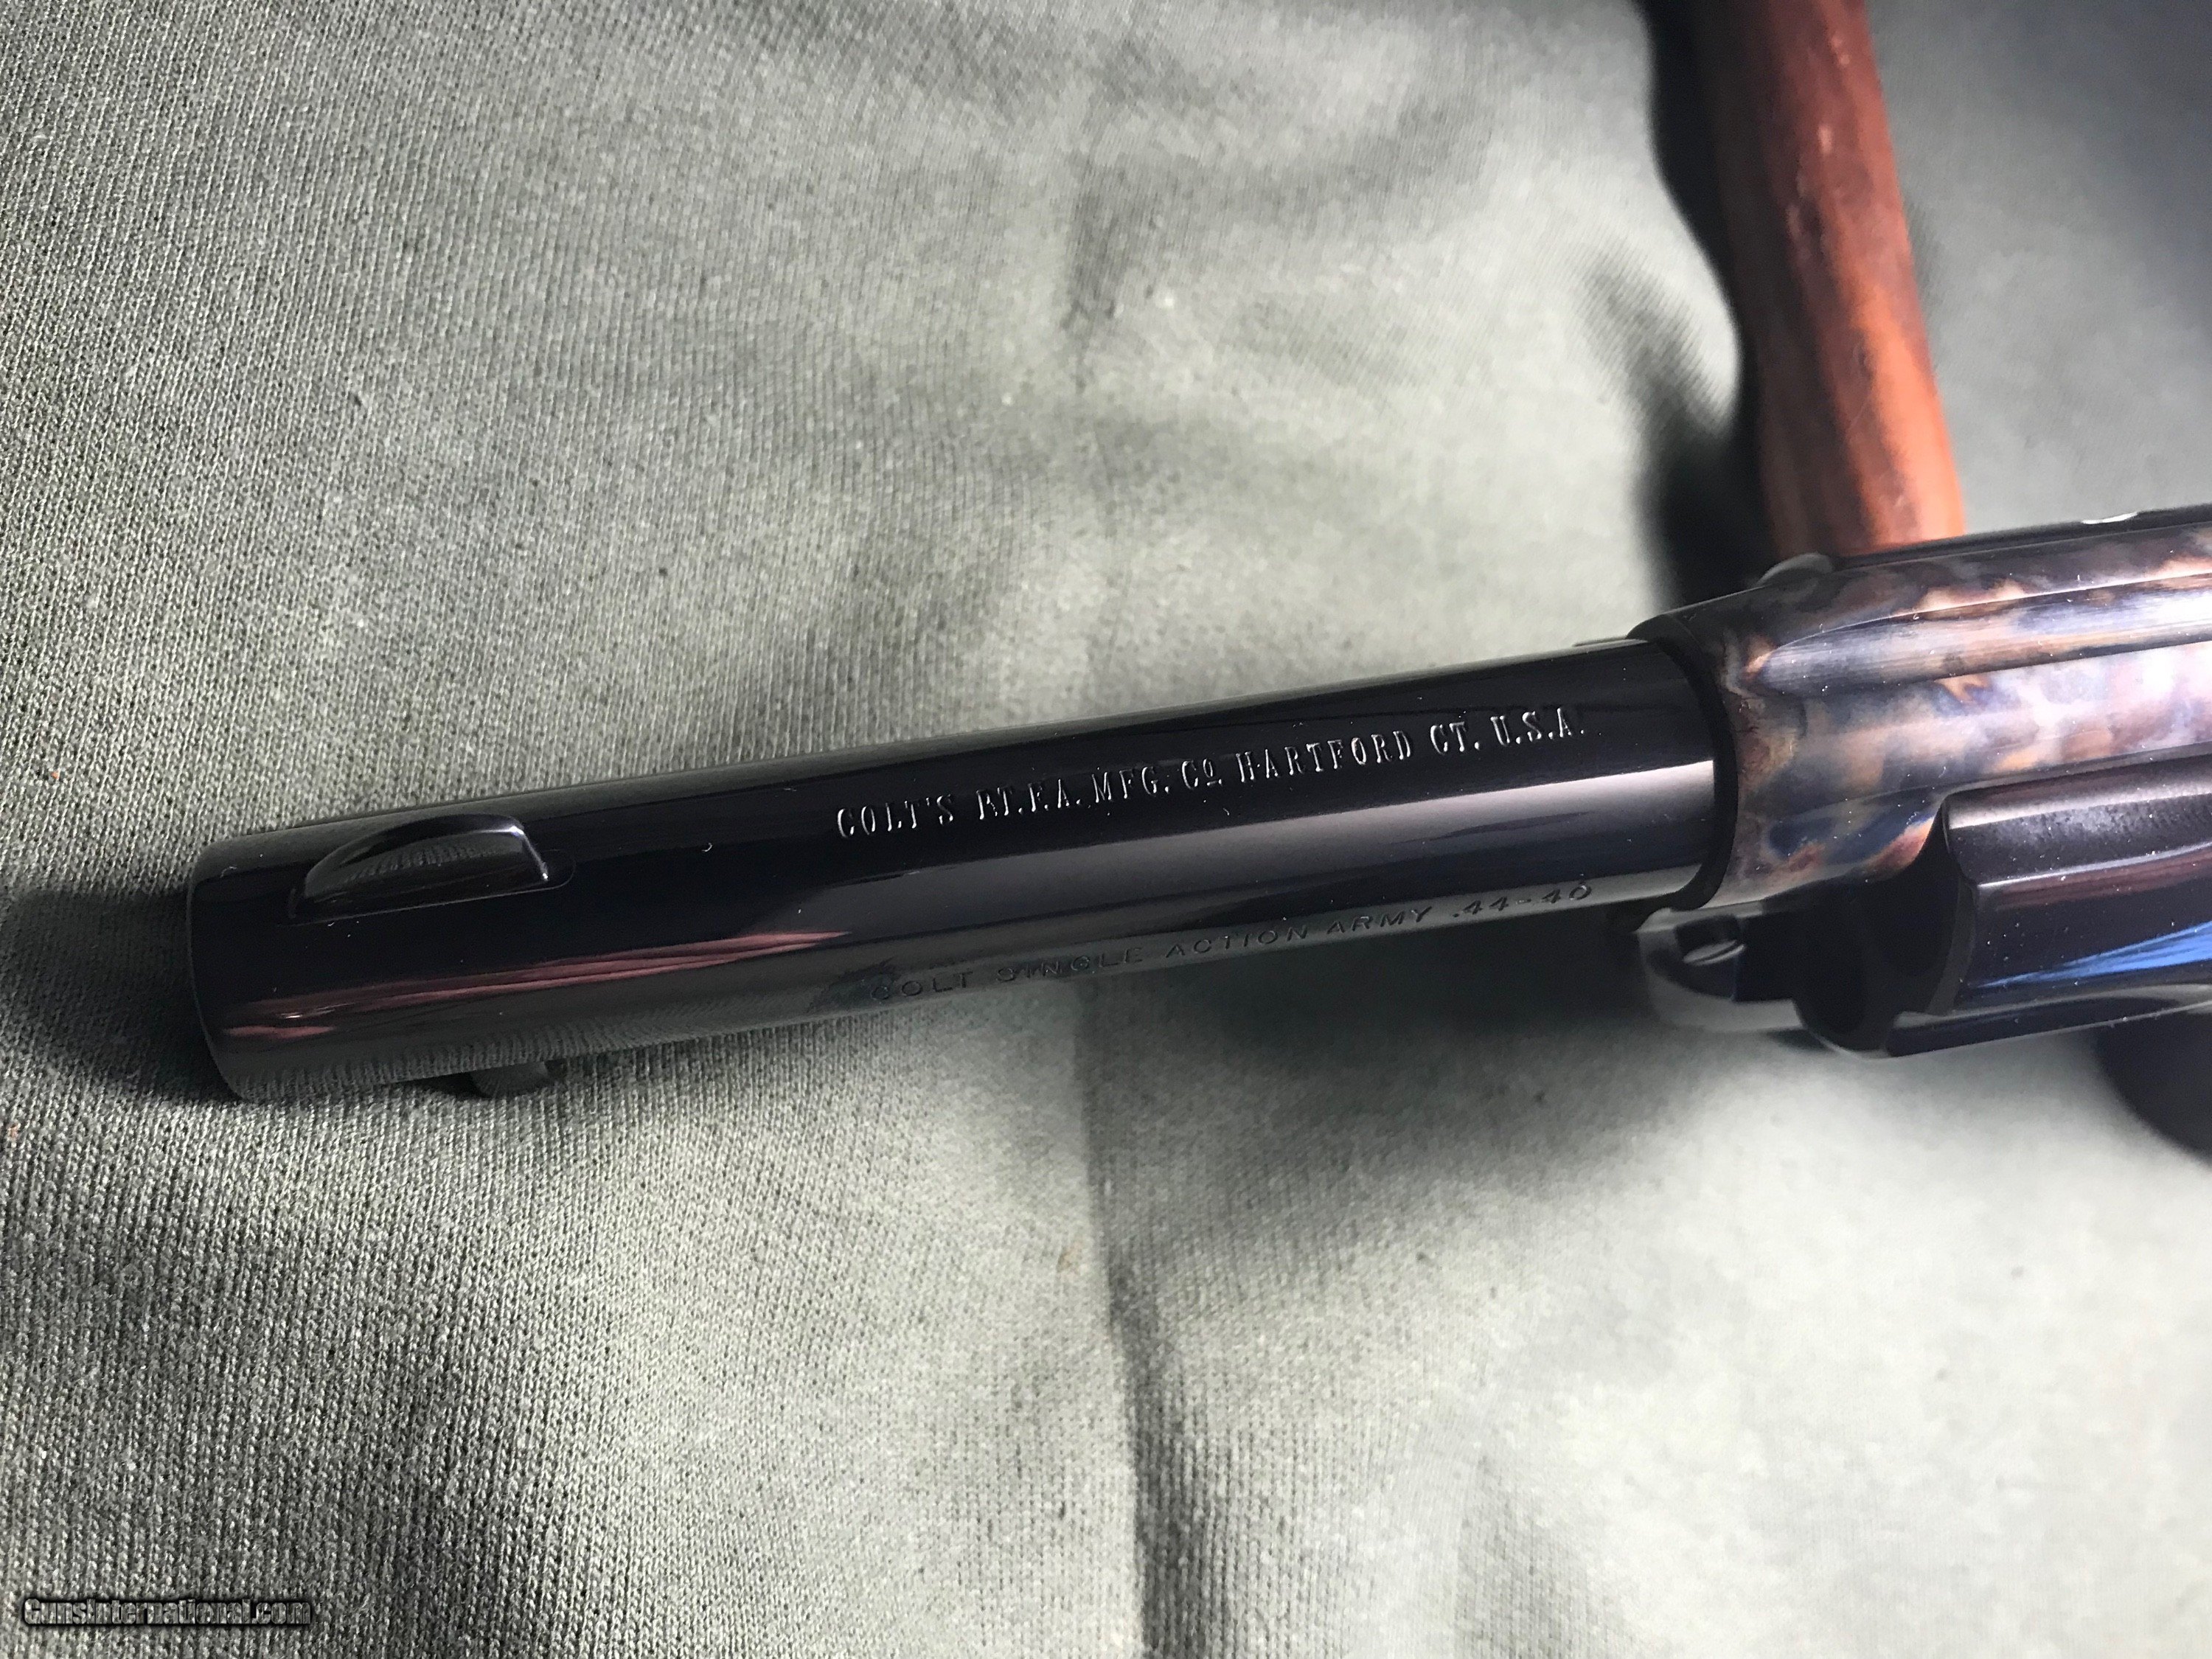 COLT'S PT. F.A. MFG. Cº HARTFORD CT. U.S.A.
COLT SINGLE ACTION ARMY .44-40
GunsInternational.com